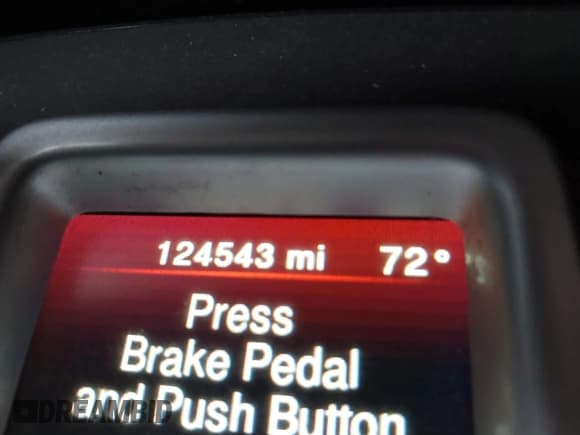 124543 mi 72°
Press
Brake Pedal
and Push Button
DREAMBID